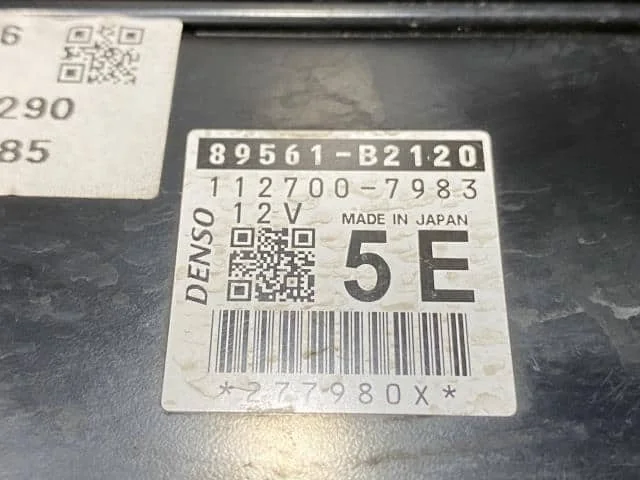 6
290
85
89561-B2120
112700-7983
12V
MADE IN JAPAN
DENSO
5E
*277980X*